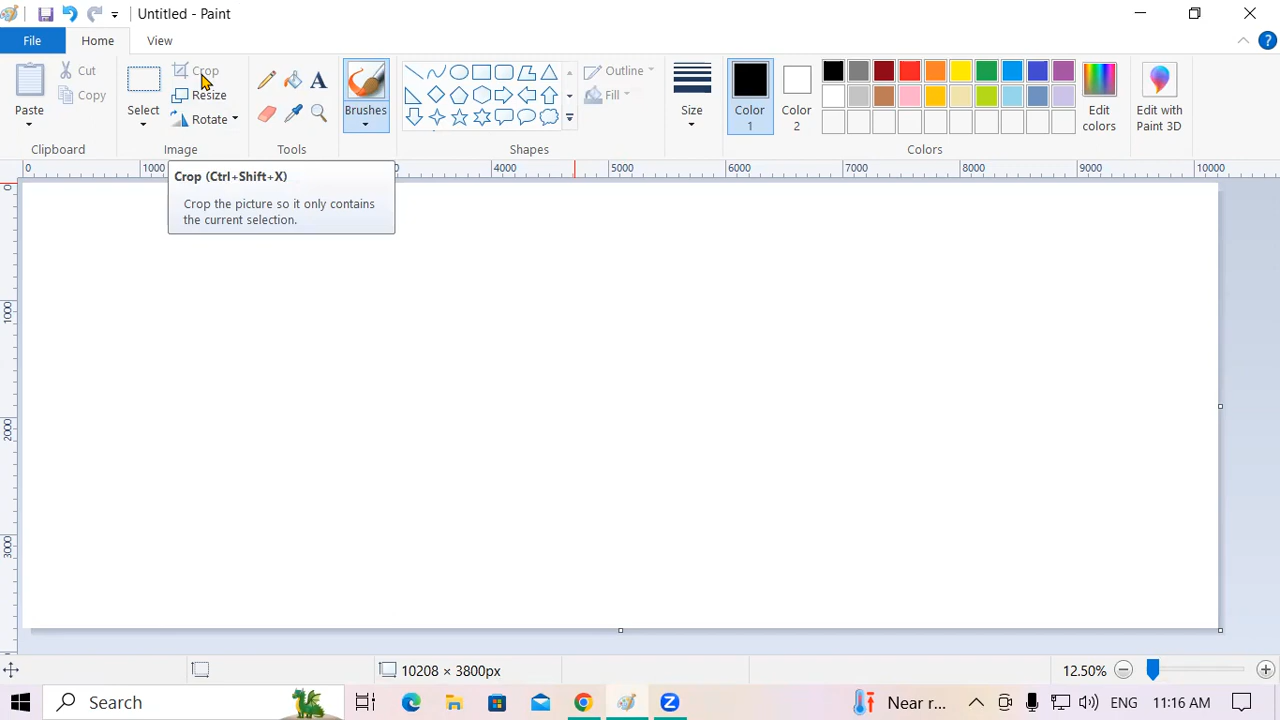 Untitled - Paint
File Home View
Paste
Cut
Copy
Clipboard
Select
Crop
Resize
Rotate
Image
Tools
Brushes
Shapes
Outline
Fill
Size
Color 1
Color 2
Edit colors
Colors
Edit with Paint 3D
0 1000 5000 6000 7000 8000 9000 10000
Crop (Ctrl+Shift+X)
Crop the picture so it only contains
the current selection.
0
1000
2000
3000
10208 × 3800px
12.50%
Search
Near r...
ENG
11:16 AM